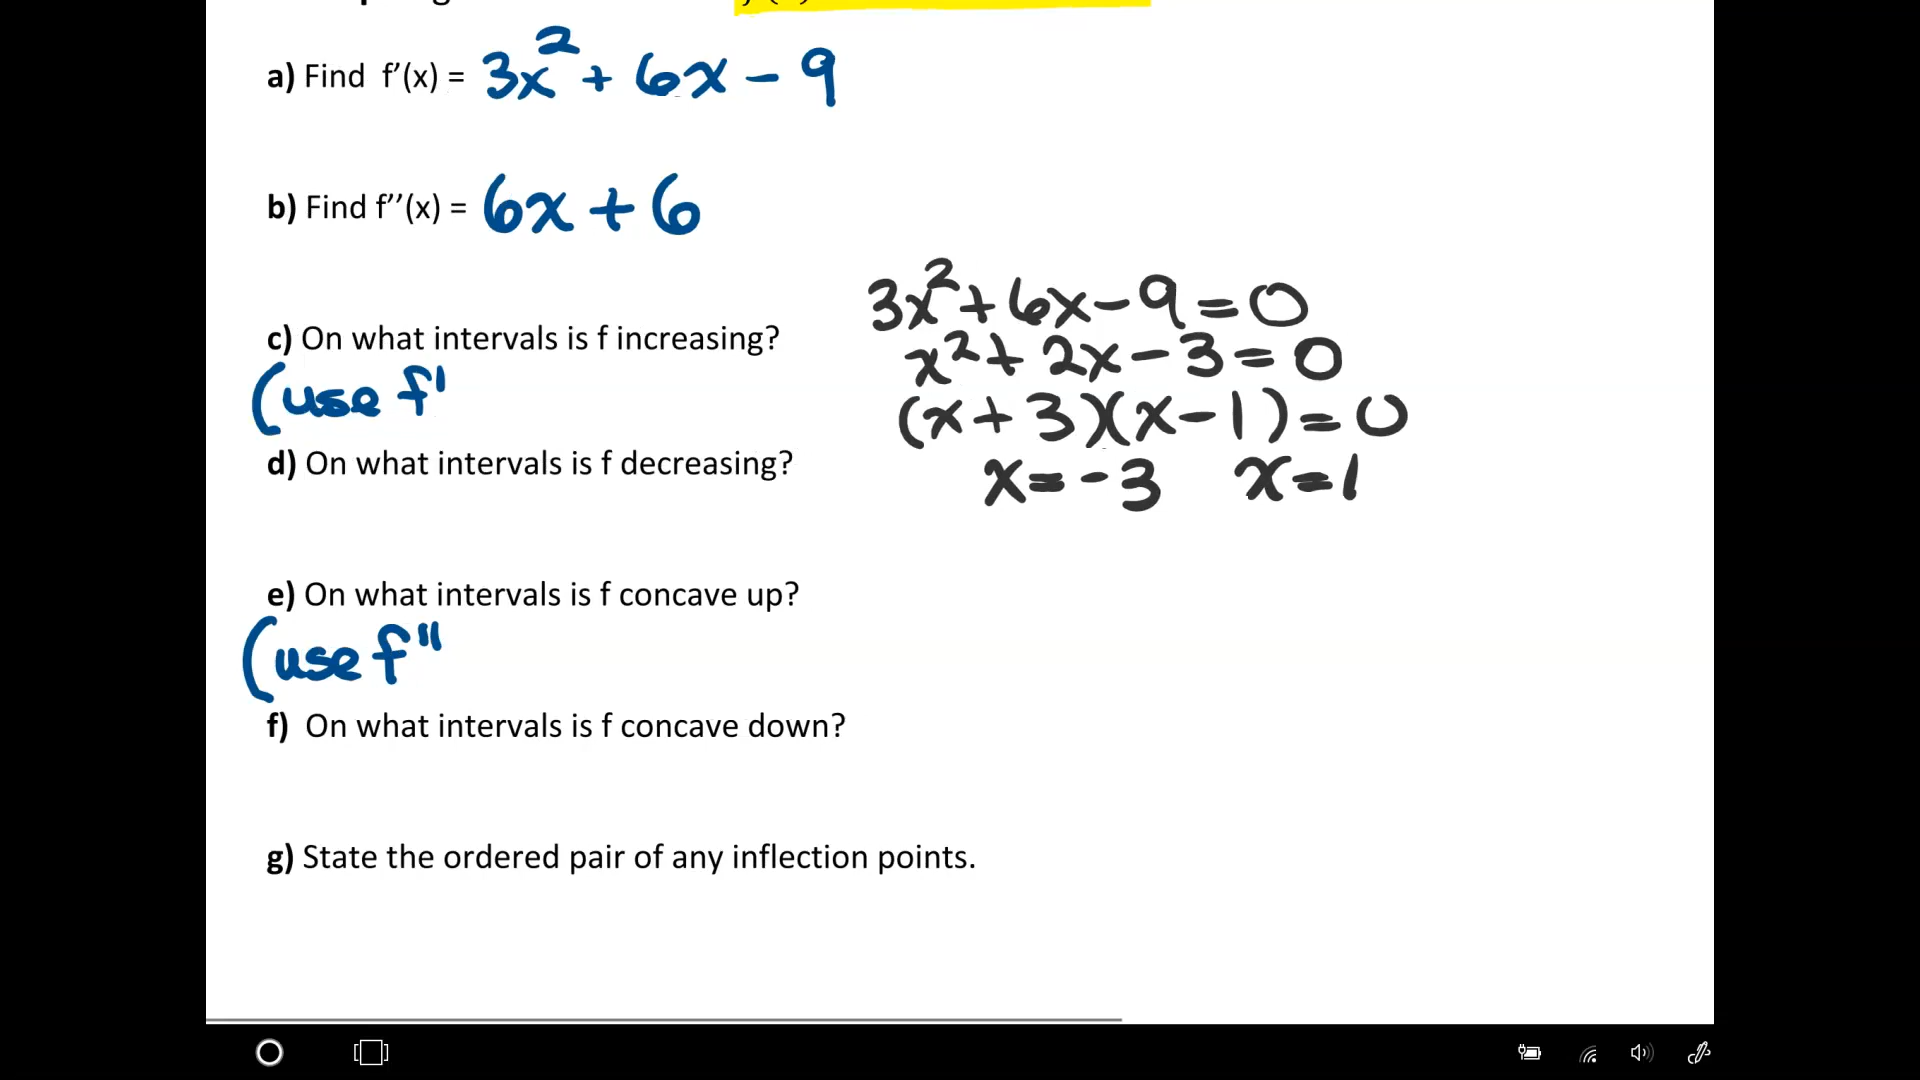 a) Find f’(x) = 3x² + 6x − 9
b) Find f’’(x) = 6x + 6
3x² + 6x − 9 = 0
c) On what intervals is f increasing?
x² + 2x − 3 = 0
(use f'
(x + 3)(x − 1) = 0
d) On what intervals is f decreasing?
x = -3 x = 1
e) On what intervals is f concave up?
(use f"
f) On what intervals is f concave down?
g) State the ordered pair of any inflection points.